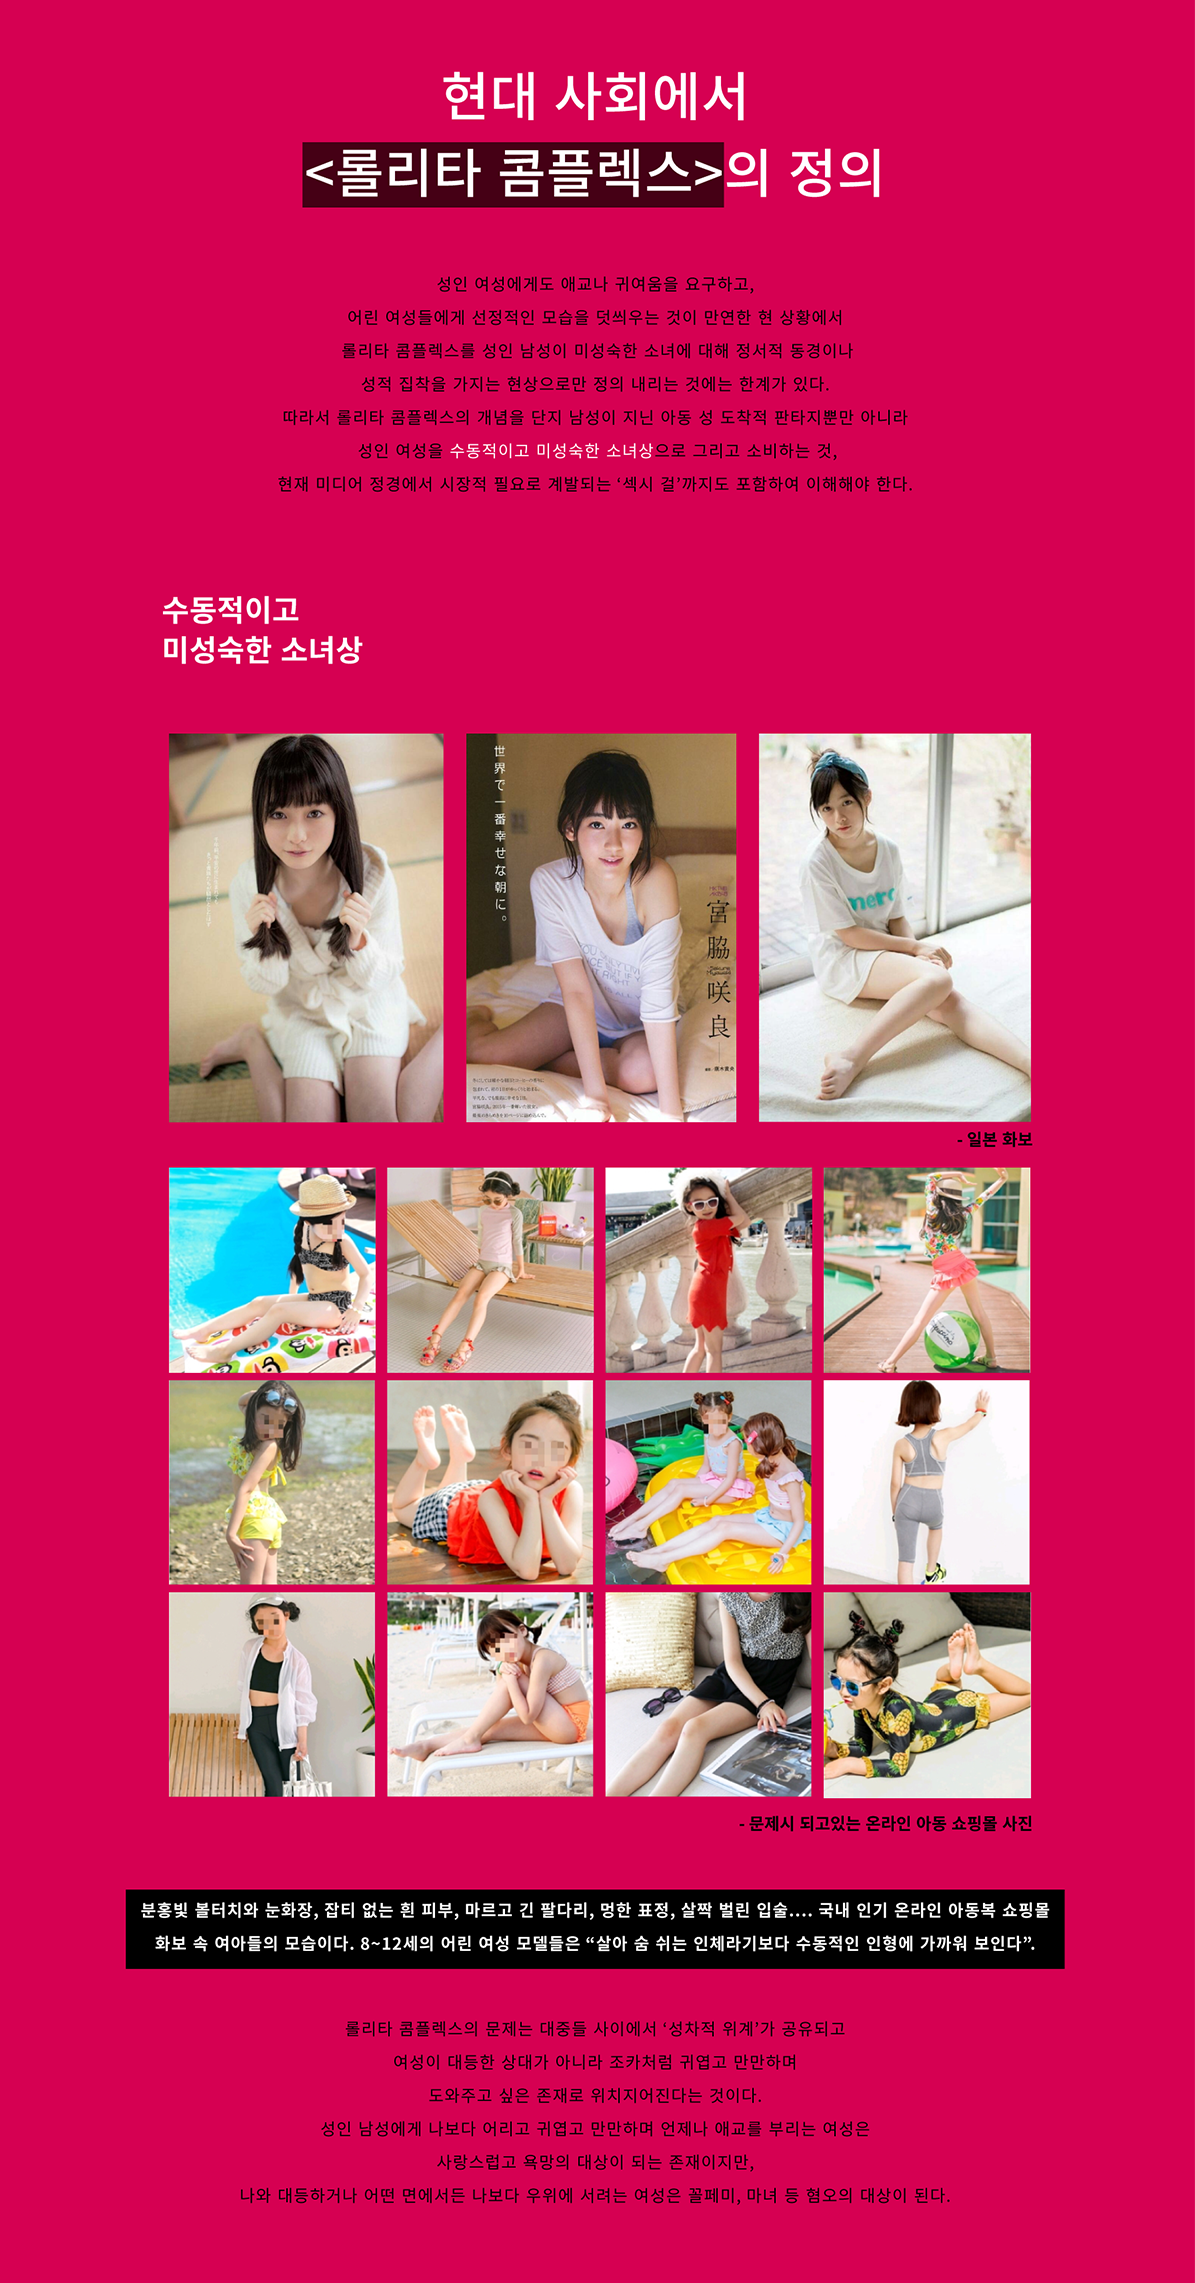 현대 사회에서
<롤리타 콤플렉스>의 정의
성인 여성에게도 애교나 귀여움을 요구하고,
어린 여성들에게 선정적인 모습을 덧씌우는 것이 만연한 현 상황에서
롤리타 콤플렉스를 성인 남성이 미성숙한 소녀에 대해 정서적 동경이나
성적 집착을 가지는 현상으로만 정의 내리는 것에는 한계가 있다.
따라서 롤리타 콤플렉스의 개념을 단지 남성이 지닌 아동 성 도착적 판타지뿐만 아니라
성인 여성을 수동적이고 미성숙한 소녀상으로 그리고 소비하는 것,
현재 미디어 정경에서 시장적 필요로 계발되는 ‘섹시 걸’까지도 포함하여 이해해야 한다.
수동적이고
미성숙한 소녀상
世界で一番幸せな朝に。
宮脇咲良
merc
- 일본 화보
- 문제시 되고있는 온라인 아동 쇼핑몰 사진
분홍빛 볼터치와 눈화장, 잡티 없는 흰 피부, 마르고 긴 팔다리, 멍한 표정, 살짝 벌린 입술.... 국내 인기 온라인 아동복 쇼핑몰
화보 속 여아들의 모습이다. 8~12세의 어린 여성 모델들은 “살아 숨 쉬는 인체라기보다 수동적인 인형에 가까워 보인다”.
롤리타 콤플렉스의 문제는 대중들 사이에서 ‘성차적 위계’가 공유되고
여성이 대등한 상대가 아니라 조카처럼 귀엽고 만만하며
도와주고 싶은 존재로 위치지어진다는 것이다.
성인 남성에게 나보다 어리고 귀엽고 만만하며 언제나 애교를 부리는 여성은
사랑스럽고 욕망의 대상이 되는 존재이지만,
나와 대등하거나 어떤 면에서든 나보다 우위에 서려는 여성은 꼴페미, 마녀 등 혐오의 대상이 된다.